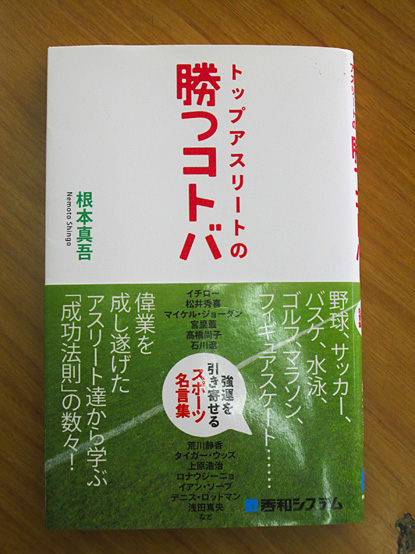 トップアスリートの
勝つコトバ
根本真吾
Nemoto Shingo
野球、サッカー、
バスケ、水泳
ゴルフ、マラソン、
フィギュアスケート……
イチロー
松井秀喜
マイケル・ジョーダン
宮里藍
高橋尚子
石川遼
強運を
引き寄せる
スポーツ
名言集
荒川静香
タイガー・ウッズ
上原浩治
ロナウジーニョ
イアン・ソープ
デニス・ロッドマン
浅田真央
など
偉業を
成し遂げた
アスリート達から学ぶ
「成功法則」の数々!
秀和システム
アスリートの